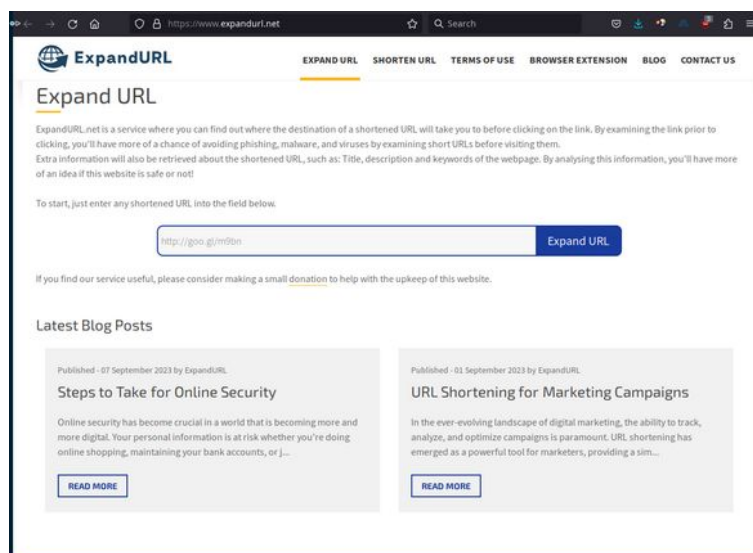 https://www.expandurl.net
Search
ExpandURL
EXPAND URL SHORTEN URL TERMS OF USE BROWSER EXTENSION BLOG CONTACT US
Expand URL
ExpandURL.net is a service where you can find out where the destination of a shortened URL will take you to before clicking on the link. By examining the link prior to
clicking, you'll have more of a chance of avoiding phishing, malware, and viruses by examining short URLs before visiting them.
Extra information will also be retrieved about the shortened URL, such as: Title, description and keywords of the webpage. By analysing this information, you'll have more
of an idea if this website is safe or not!
To start, just enter any shortened URL into the field below.
http://goo.gl/m9bn
Expand URL
If you find our service useful, please consider making a small donation to help with the upkeep of this website.
Latest Blog Posts
Published - 07 September 2023 by ExpandURL
Steps to Take for Online Security
Online security has become crucial in a world that is becoming more and
more digital. Your personal information is at risk whether you're doing
online shopping, maintaining your bank accounts, or j...
READ MORE
Published - 01 September 2023 by ExpandURL
URL Shortening for Marketing Campaigns
In the ever-evolving landscape of digital marketing, the ability to track,
analyze, and optimize campaigns is paramount. URL shortening has
emerged as a powerful tool for marketers, providing a sim...
READ MORE